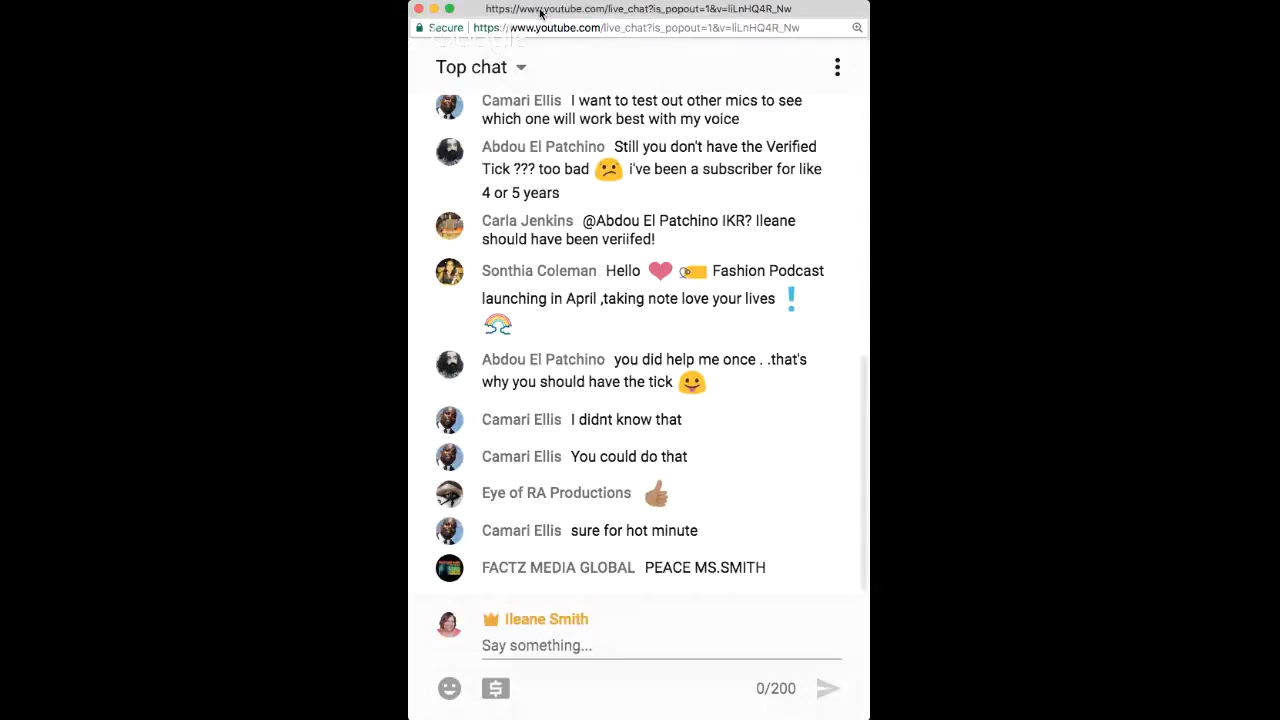 https://www.youtube.com/live_chat?is_popout=1&v=liLnHQ4R_Nw
Secure https://www.youtube.com/live_chat?is_popout=1&v=liLnHQ4R_Nw
Top chat
Camari Ellis I want to test out other mics to see
which one will work best with my voice
Abdou El Patchino Still you don't have the Verified
Tick ??? too bad 😕 i've been a subscriber for like
4 or 5 years
Carla Jenkins @Abdou El Patchino IKR? Ileane
should have been veriifed!
Sonthia Coleman Hello Fashion Podcast
launching in April ,taking note love your lives
Abdou El Patchino you did help me once . .that's
why you should have the tick
Camari Ellis I didnt know that
Camari Ellis You could do that
Eye of RA Productions
Camari Ellis sure for hot minute
FACTZ MEDIA GLOBAL PEACE MS.SMITH
Ileane Smith
Say something...
0/200